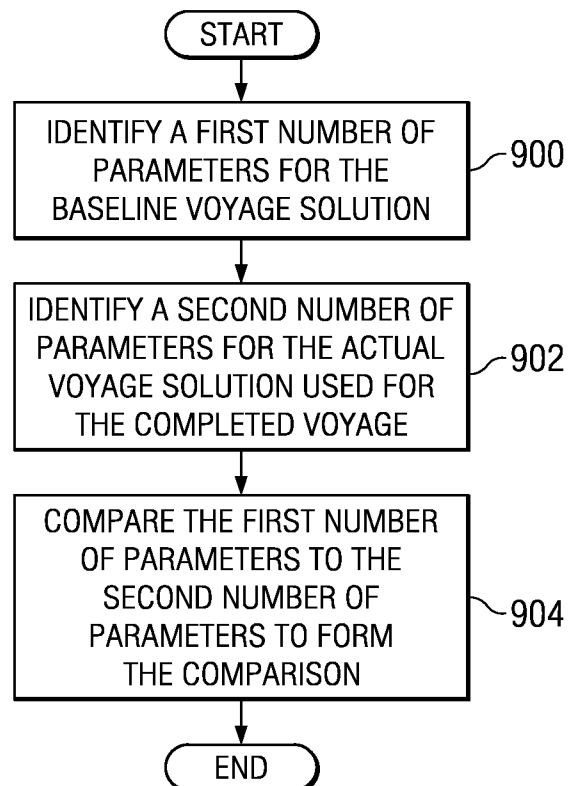 START
IDENTIFY A FIRST NUMBER OF
PARAMETERS FOR THE
BASELINE VOYAGE SOLUTION
900
IDENTIFY A SECOND NUMBER OF
PARAMETERS FOR THE ACTUAL
VOYAGE SOLUTION USED FOR
THE COMPLETED VOYAGE
902
COMPARE THE FIRST NUMBER
OF PARAMETERS TO THE
SECOND NUMBER OF
PARAMETERS TO FORM
THE COMPARISON
904
END